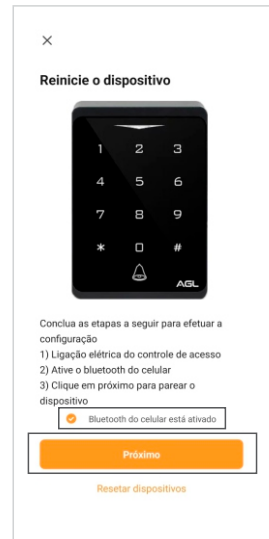 Reinicie o dispositivo
1 2 3
4 5 6
7 8 9
* 0 #
AGL
Conclua as etapas a seguir para efetuar a
configuração
1) Ligação elétrica do controle de acesso
2) Ative o bluetooth do celular
3) Clique em próximo para parear o
dispositivo
Bluetooth do celular está ativado
Próximo
Resetar dispositivos